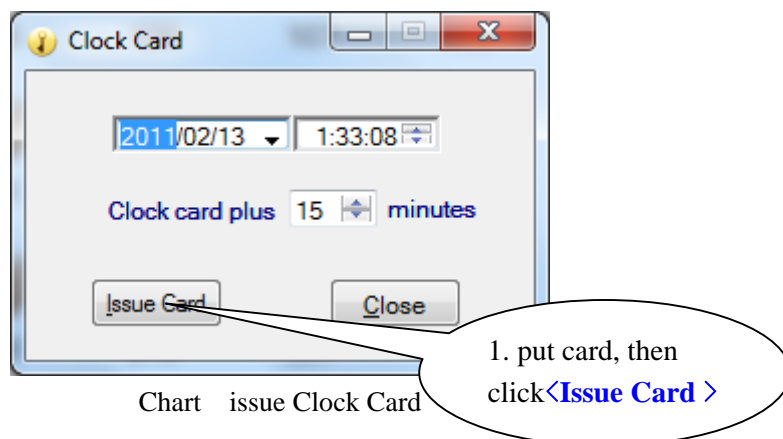 Clock Card
2011/02/13 1:33:08
Clock card plus 15 minutes
Issue Card Close
1. put card, then
click〈Issue Card 〉
Chart issue Clock Card